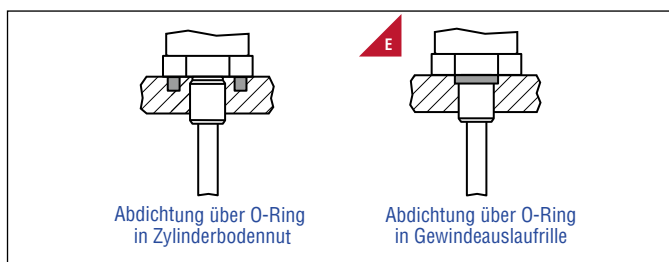 E
Abdichtung über O-Ring
in Zylinderbodennut
Abdichtung über O-Ring
in Gewindeauslaufrille